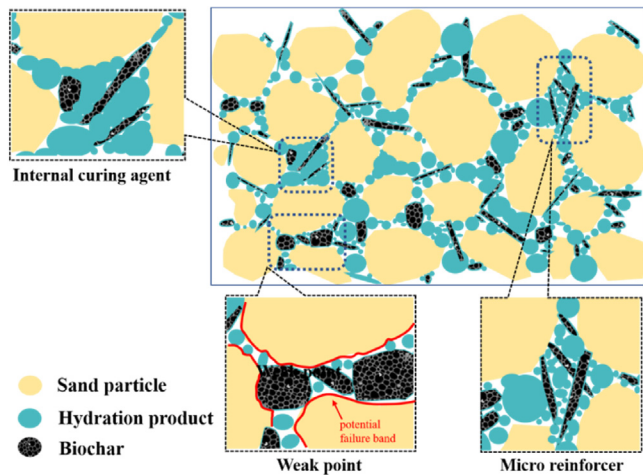 Internal curing agent
Sand particle
Hydration product
Biochar
potential
failure band
Weak point
Micro reinforcer